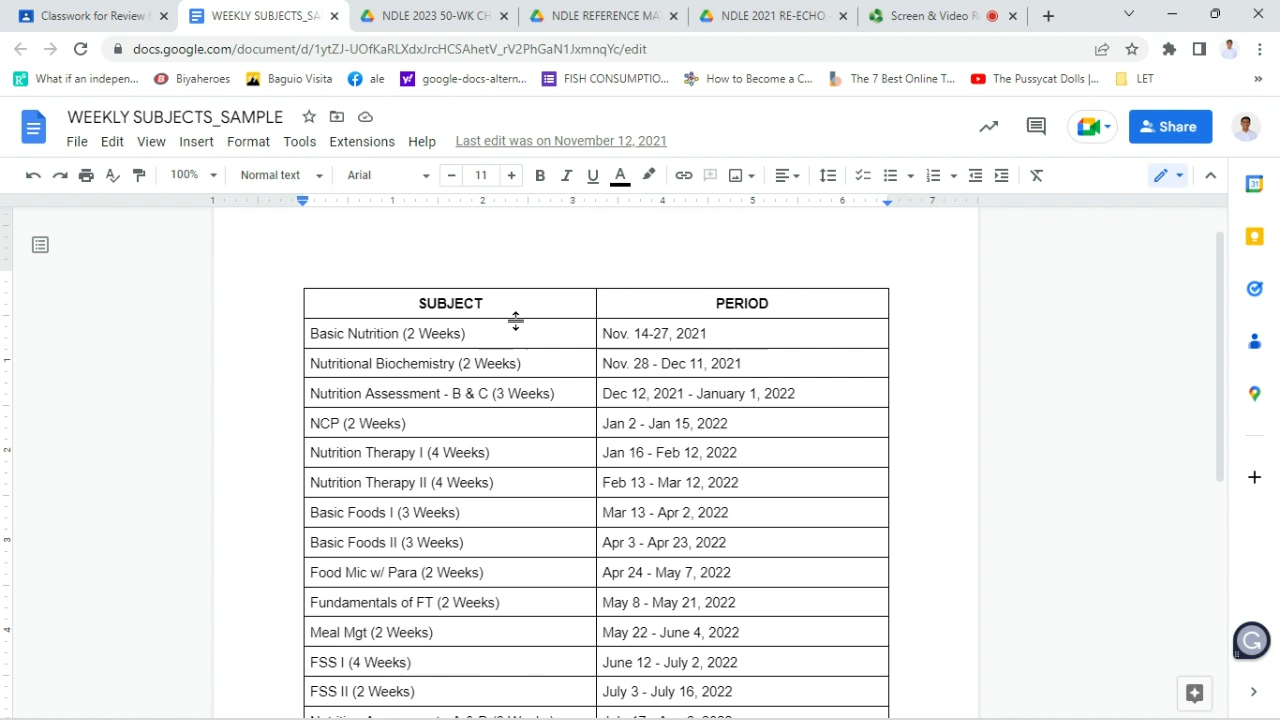 Classwork for Review f
WEEKLY SUBJECTS_SA
NDLE 2023 50-WK CH
NDLE REFERENCE MA
NDLE 2021 RE-ECHO -
Screen & Video R
docs.google.com/document/d/1ytZJ-UOfKaRLXdxJrcHCSAhetV_rV2PhGaN1JxmnqYc/edit
What if an indepen...
Biyaheroes
Baguio Visita
ale
google-docs-altern...
FISH CONSUMPTIO...
How to Become a C...
The 7 Best Online T...
The Pussycat Dolls |...
LET
»
WEEKLY SUBJECTS_SAMPLE
Share
File Edit View Insert Format Tools Extensions Help Last edit was on November 12, 2021
100% Normal text Arial 11 B I U A
1 1 2 3 4 5 6 7
SUBJECT PERIOD
Basic Nutrition (2 Weeks) Nov. 14-27, 2021
Nutritional Biochemistry (2 Weeks) Nov. 28 - Dec 11, 2021
Nutrition Assessment - B & C (3 Weeks) Dec 12, 2021 - January 1, 2022
NCP (2 Weeks) Jan 2 - Jan 15, 2022
Nutrition Therapy I (4 Weeks) Jan 16 - Feb 12, 2022
Nutrition Therapy II (4 Weeks) Feb 13 - Mar 12, 2022
Basic Foods I (3 Weeks) Mar 13 - Apr 2, 2022
Basic Foods II (3 Weeks) Apr 3 - Apr 23, 2022
Food Mic w/ Para (2 Weeks) Apr 24 - May 7, 2022
Fundamentals of FT (2 Weeks) May 8 - May 21, 2022
Meal Mgt (2 Weeks) May 22 - June 4, 2022
FSS I (4 Weeks) June 12 - July 2, 2022
FSS II (2 Weeks) July 3 - July 16, 2022